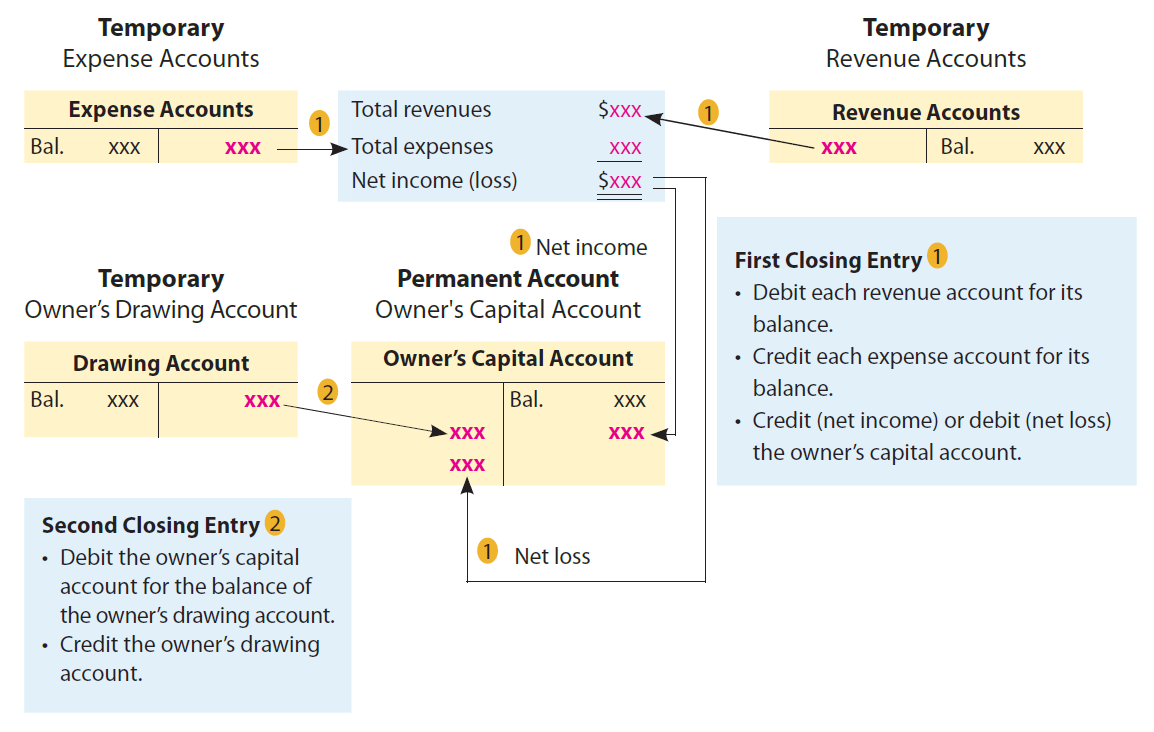 Temporary
Expense Accounts
Temporary
Revenue Accounts
Expense Accounts
Bal. xxx xxx
1
Total revenues $xxx
Total expenses xxx
Net income (loss) $xxx
1
Revenue Accounts
xxx Bal. xxx
1 Net income
Temporary
Owner’s Drawing Account
Permanent Account
Owner's Capital Account
Drawing Account
Bal. xxx xxx
2
Owner’s Capital Account
Bal. xxx
xxx xxx
xxx
1 Net loss
First Closing Entry 1
• Debit each revenue account for its
balance.
• Credit each expense account for its
balance.
• Credit (net income) or debit (net loss)
the owner’s capital account.
Second Closing Entry 2
• Debit the owner’s capital
account for the balance of
the owner’s drawing account.
• Credit the owner’s drawing
account.